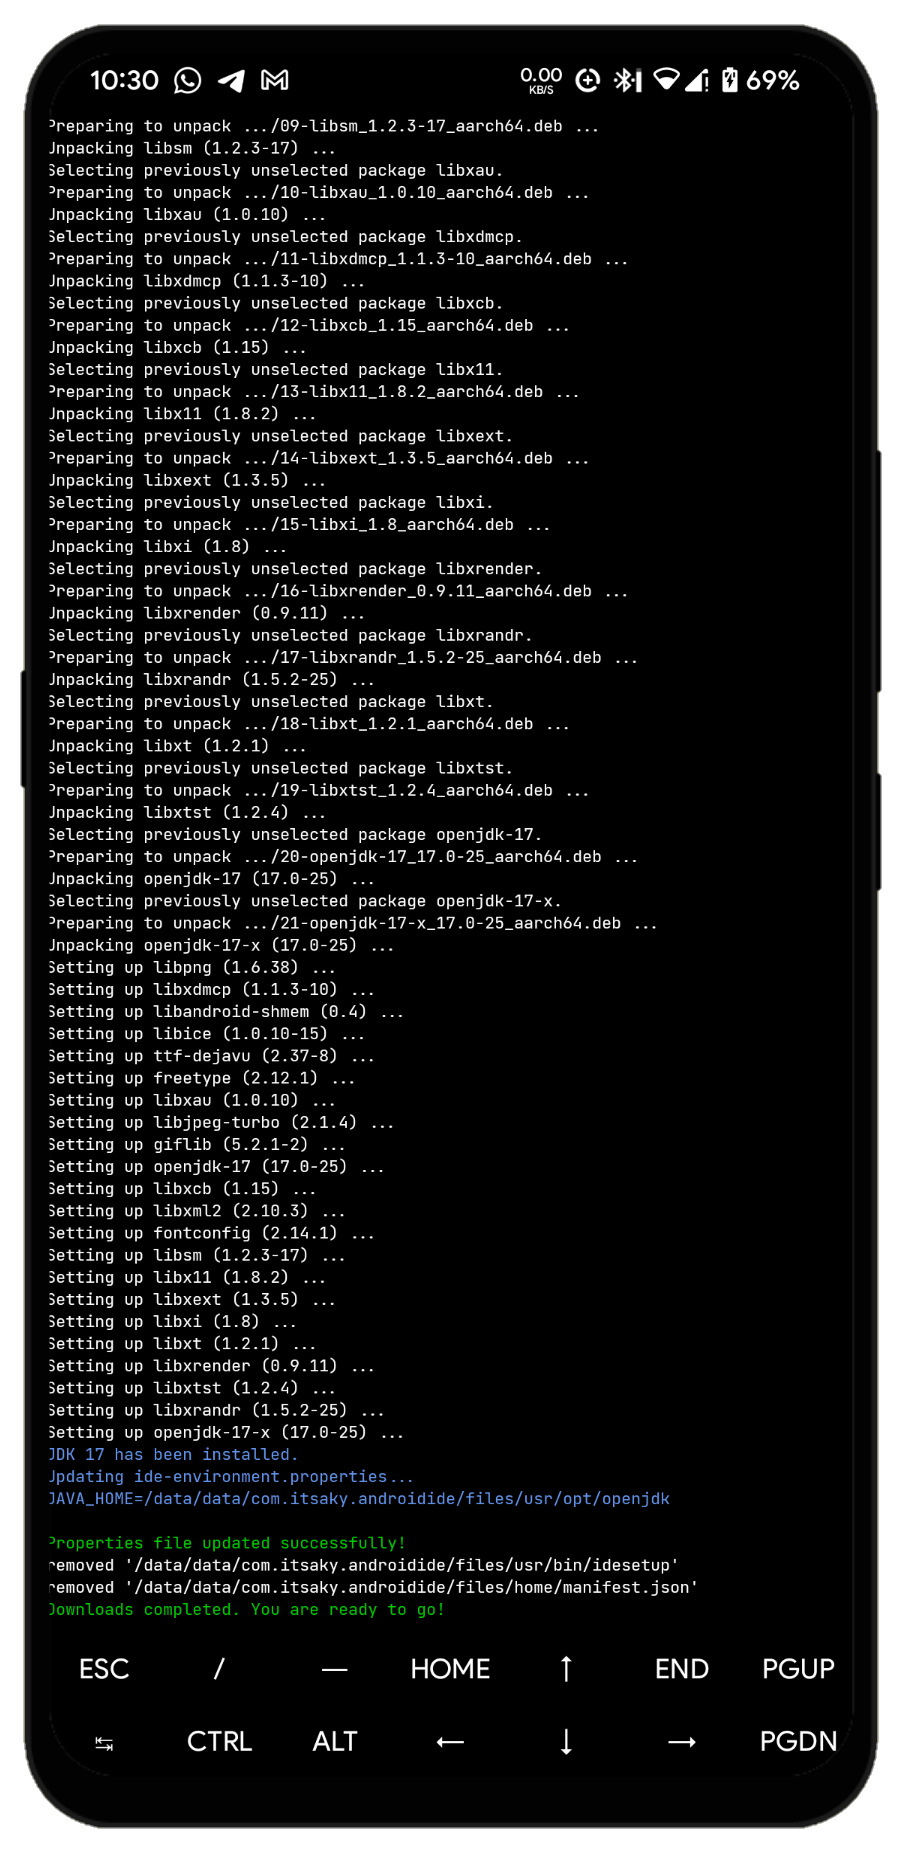 10:30 0.00 KB/S 69%
Preparing to unpack .../09-libsm_1.2.3-17_aarch64.deb ...
Unpacking libsm (1.2.3-17) ...
Selecting previously unselected package libxau.
Preparing to unpack .../10-libxau_1.0.10_aarch64.deb ...
Unpacking libxau (1.0.10) ...
Selecting previously unselected package libxdmcp.
Preparing to unpack .../11-libxdmcp_1.1.3-10_aarch64.deb ...
Unpacking libxdmcp (1.1.3-10) ...
Selecting previously unselected package libxcb.
Preparing to unpack .../12-libxcb_1.15_aarch64.deb ...
Unpacking libxcb (1.15) ...
Selecting previously unselected package libx11.
Preparing to unpack .../13-libx11_1.8.2_aarch64.deb ...
Unpacking libx11 (1.8.2) ...
Selecting previously unselected package libxext.
Preparing to unpack .../14-libxext_1.3.5_aarch64.deb ...
Unpacking libxext (1.3.5) ...
Selecting previously unselected package libxi.
Preparing to unpack .../15-libxi_1.8_aarch64.deb ...
Unpacking libxi (1.8) ...
Selecting previously unselected package libxrender.
Preparing to unpack .../16-libxrender_0.9.11_aarch64.deb ...
Unpacking libxrender (0.9.11) ...
Selecting previously unselected package libxrandr.
Preparing to unpack .../17-libxrandr_1.5.2-25_aarch64.deb ...
Unpacking libxrandr (1.5.2-25) ...
Selecting previously unselected package libxt.
Preparing to unpack .../18-libxt_1.2.1_aarch64.deb ...
Unpacking libxt (1.2.1) ...
Selecting previously unselected package libxtst.
Preparing to unpack .../19-libxtst_1.2.4_aarch64.deb ...
Unpacking libxtst (1.2.4) ...
Selecting previously unselected package openjdk-17.
Preparing to unpack .../20-openjdk-17_17.0-25_aarch64.deb ...
Unpacking openjdk-17 (17.0-25) ...
Selecting previously unselected package openjdk-17-x.
Preparing to unpack .../21-openjdk-17-x_17.0-25_aarch64.deb ...
Unpacking openjdk-17-x (17.0-25) ...
Setting up libpng (1.6.38) ...
Setting up libxdmcp (1.1.3-10) ...
Setting up libandroid-shmem (0.4) ...
Setting up libice (1.0.10-15) ...
Setting up ttf-dejavu (2.37-8) ...
Setting up freetype (2.12.1) ...
Setting up libxau (1.0.10) ...
Setting up libjpeg-turbo (2.1.4) ...
Setting up giflib (5.2.1-2) ...
Setting up openjdk-17 (17.0-25) ...
Setting up libxcb (1.15) ...
Setting up libxml2 (2.10.3) ...
Setting up fontconfig (2.14.1) ...
Setting up libsm (1.2.3-17) ...
Setting up libx11 (1.8.2) ...
Setting up libxext (1.3.5) ...
Setting up libxi (1.8) ...
Setting up libxt (1.2.1) ...
Setting up libxrender (0.9.11) ...
Setting up libxtst (1.2.4) ...
Setting up libxrandr (1.5.2-25) ...
Setting up openjdk-17-x (17.0-25) ...
JDK 17 has been installed.
Updating ide-environment.properties...
JAVA_HOME=/data/data/com.itsaky.androidide/files/usr/opt/openjdk
Properties file updated successfully!
removed '/data/data/com.itsaky.androidide/files/usr/bin/idesetup'
removed '/data/data/com.itsaky.androidide/files/home/manifest.json'
Downloads completed. You are ready to go!
ESC / — HOME ↑ END PGUP
↹ CTRL ALT ← ↓ → PGDN